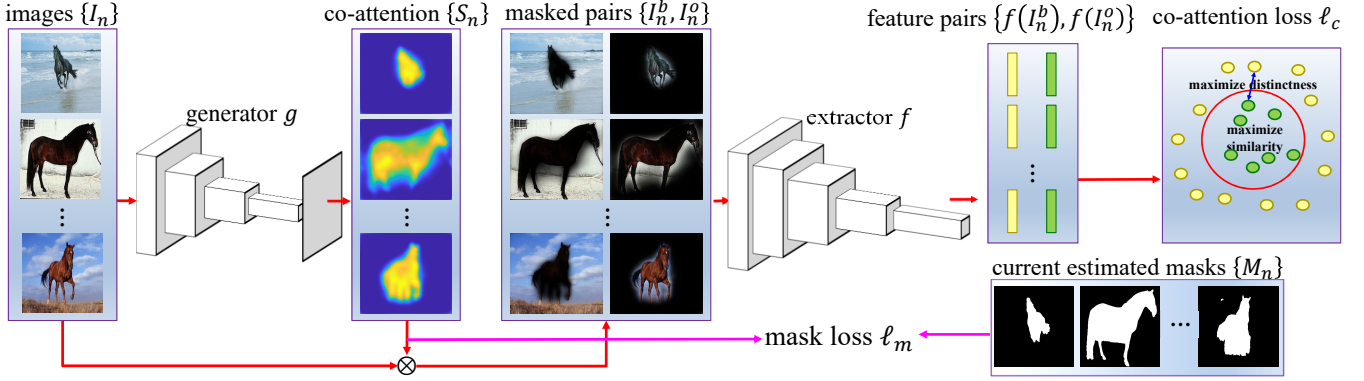 images {I_n}
co-attention {S_n}
masked pairs {I_n^b, I_n^o}
feature pairs {f(I_n^b), f(I_n^o)}
co-attention loss ℓ_c
generator g
extractor f
maximize distinctness
maximize
similarity
current estimated masks {M_n}
mask loss ℓ_m